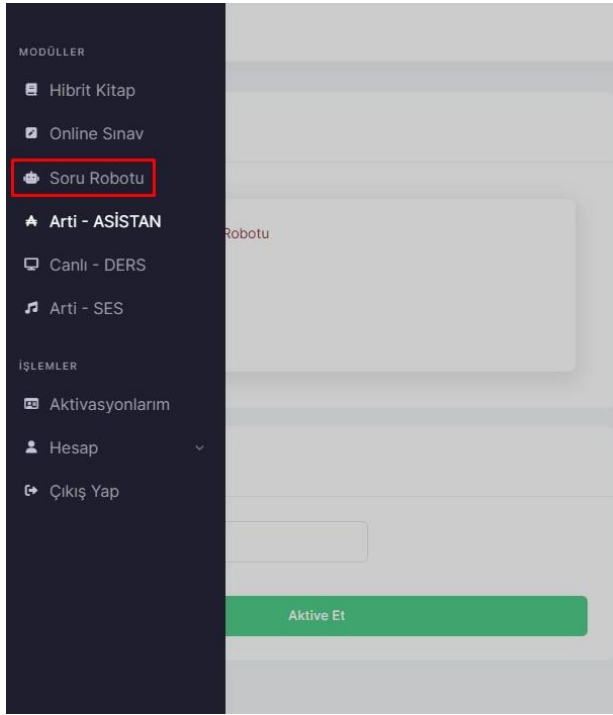 MODÜLLER
Hibrit Kitap
Online Sınav
Soru Robotu
Arti - ASİSTAN
Robotu
Canlı - DERS
Arti - SES
İŞLEMLER
Aktivasyonlarım
Hesap
Çıkış Yap
Aktive Et